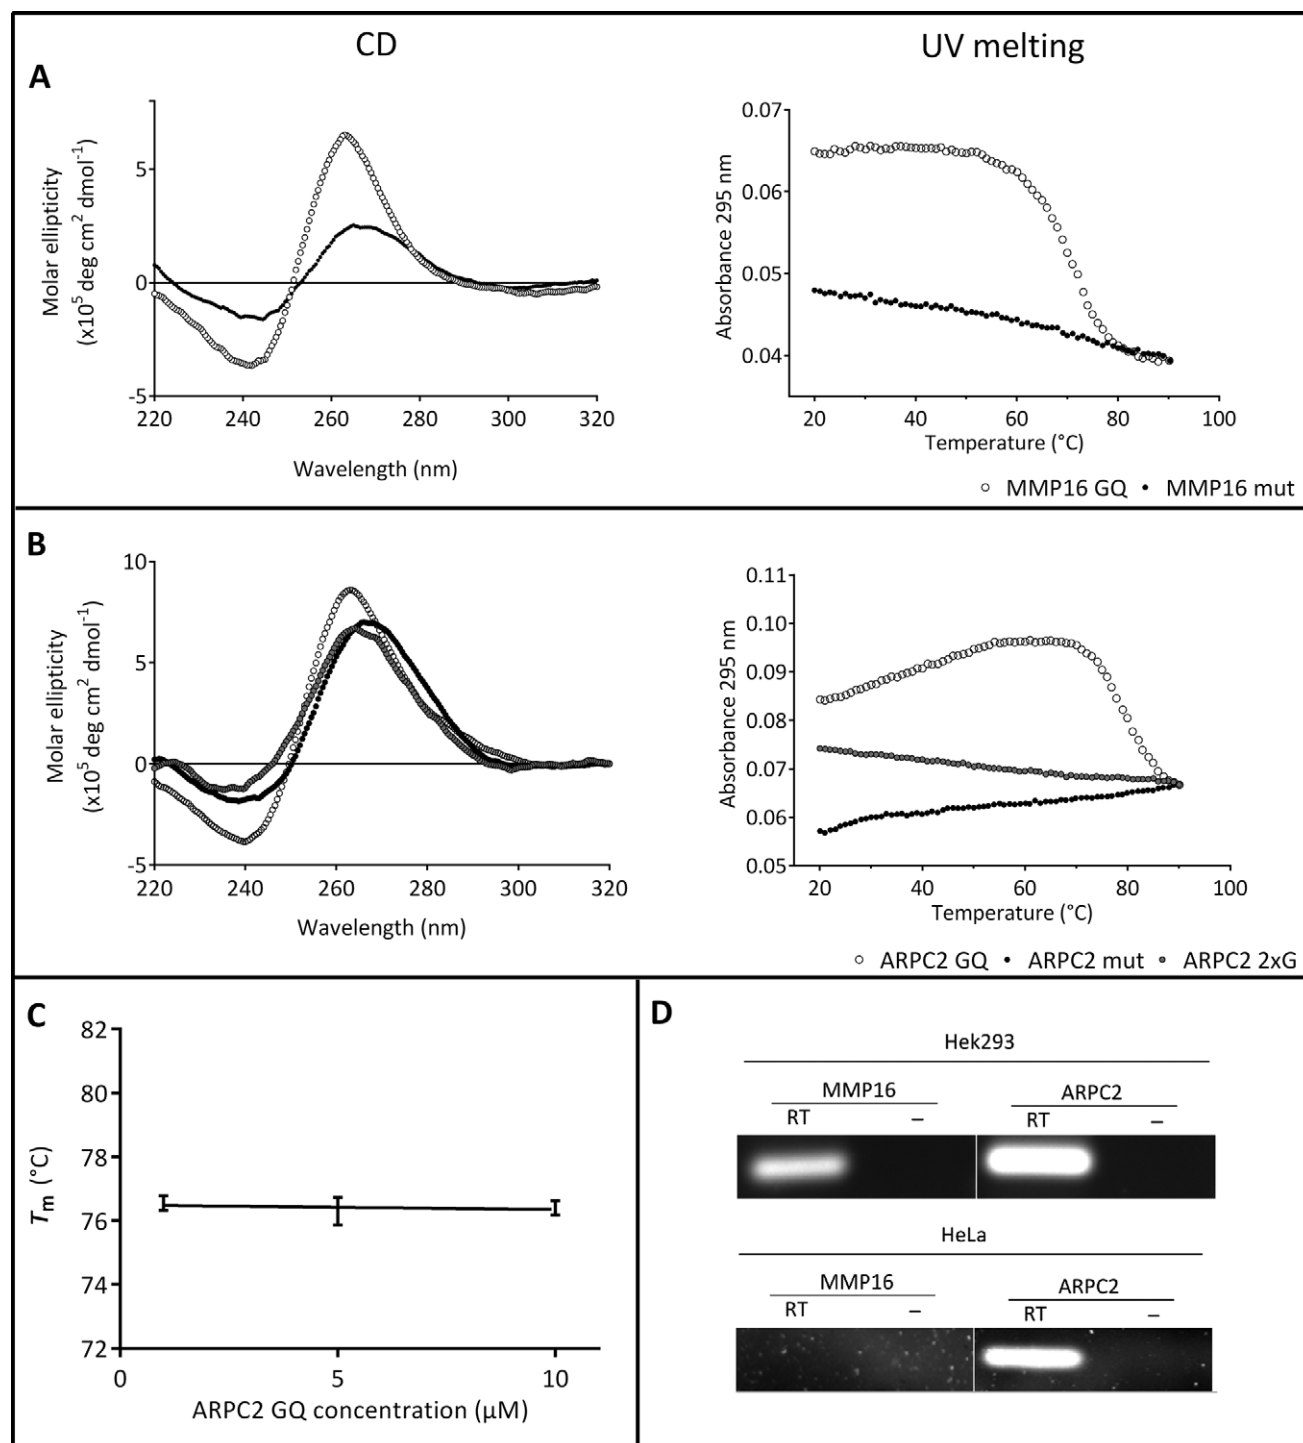 CD
UV melting
A
Molar ellipticity
(x10⁵ deg cm² dmol⁻¹)
5
0
-5
220 240 260 280 300 320
Wavelength (nm)
Absorbance 295 nm
0.07
0.06
0.05
0.04
20 40 60 80 100
Temperature (°C)
○ MMP16 GQ • MMP16 mut
B
Molar ellipticity
(x10⁵ deg cm² dmol⁻¹)
10
5
0
-5
220 240 260 280 300 320
Wavelength (nm)
Absorbance 295 nm
0.11
0.10
0.09
0.08
0.07
0.06
0.05
20 40 60 80 100
Temperature (°C)
○ ARPC2 GQ • ARPC2 mut • ARPC2 2xG
C
Tm (°C)
82
80
78
76
74
72
0 5 10
ARPC2 GQ concentration (µM)
D
Hek293
MMP16 ARPC2
RT – RT –
HeLa
MMP16 ARPC2
RT – RT –